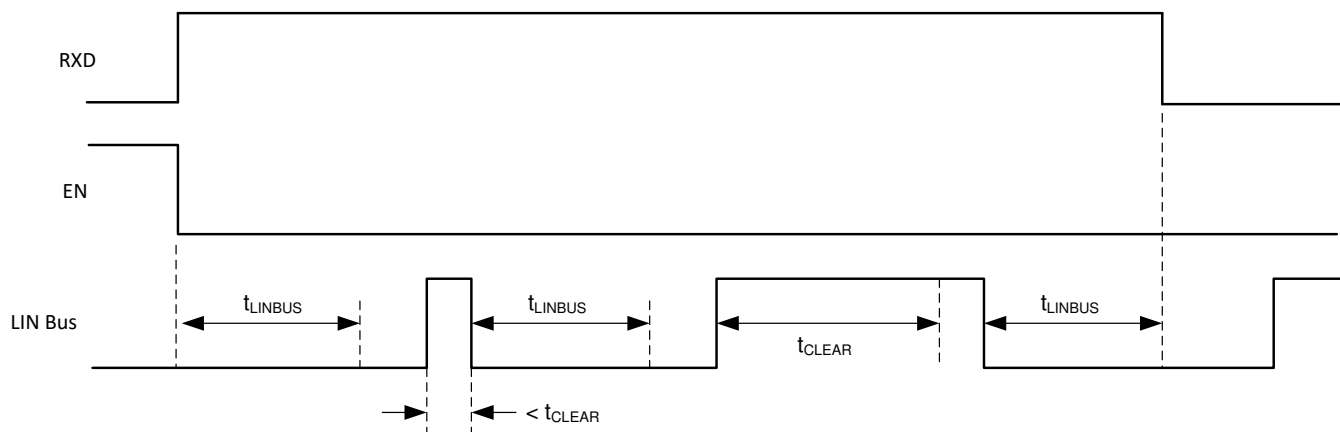 RXD
EN
LIN Bus
tLINBUS
tLINBUS
tCLEAR
tLINBUS
< tCLEAR